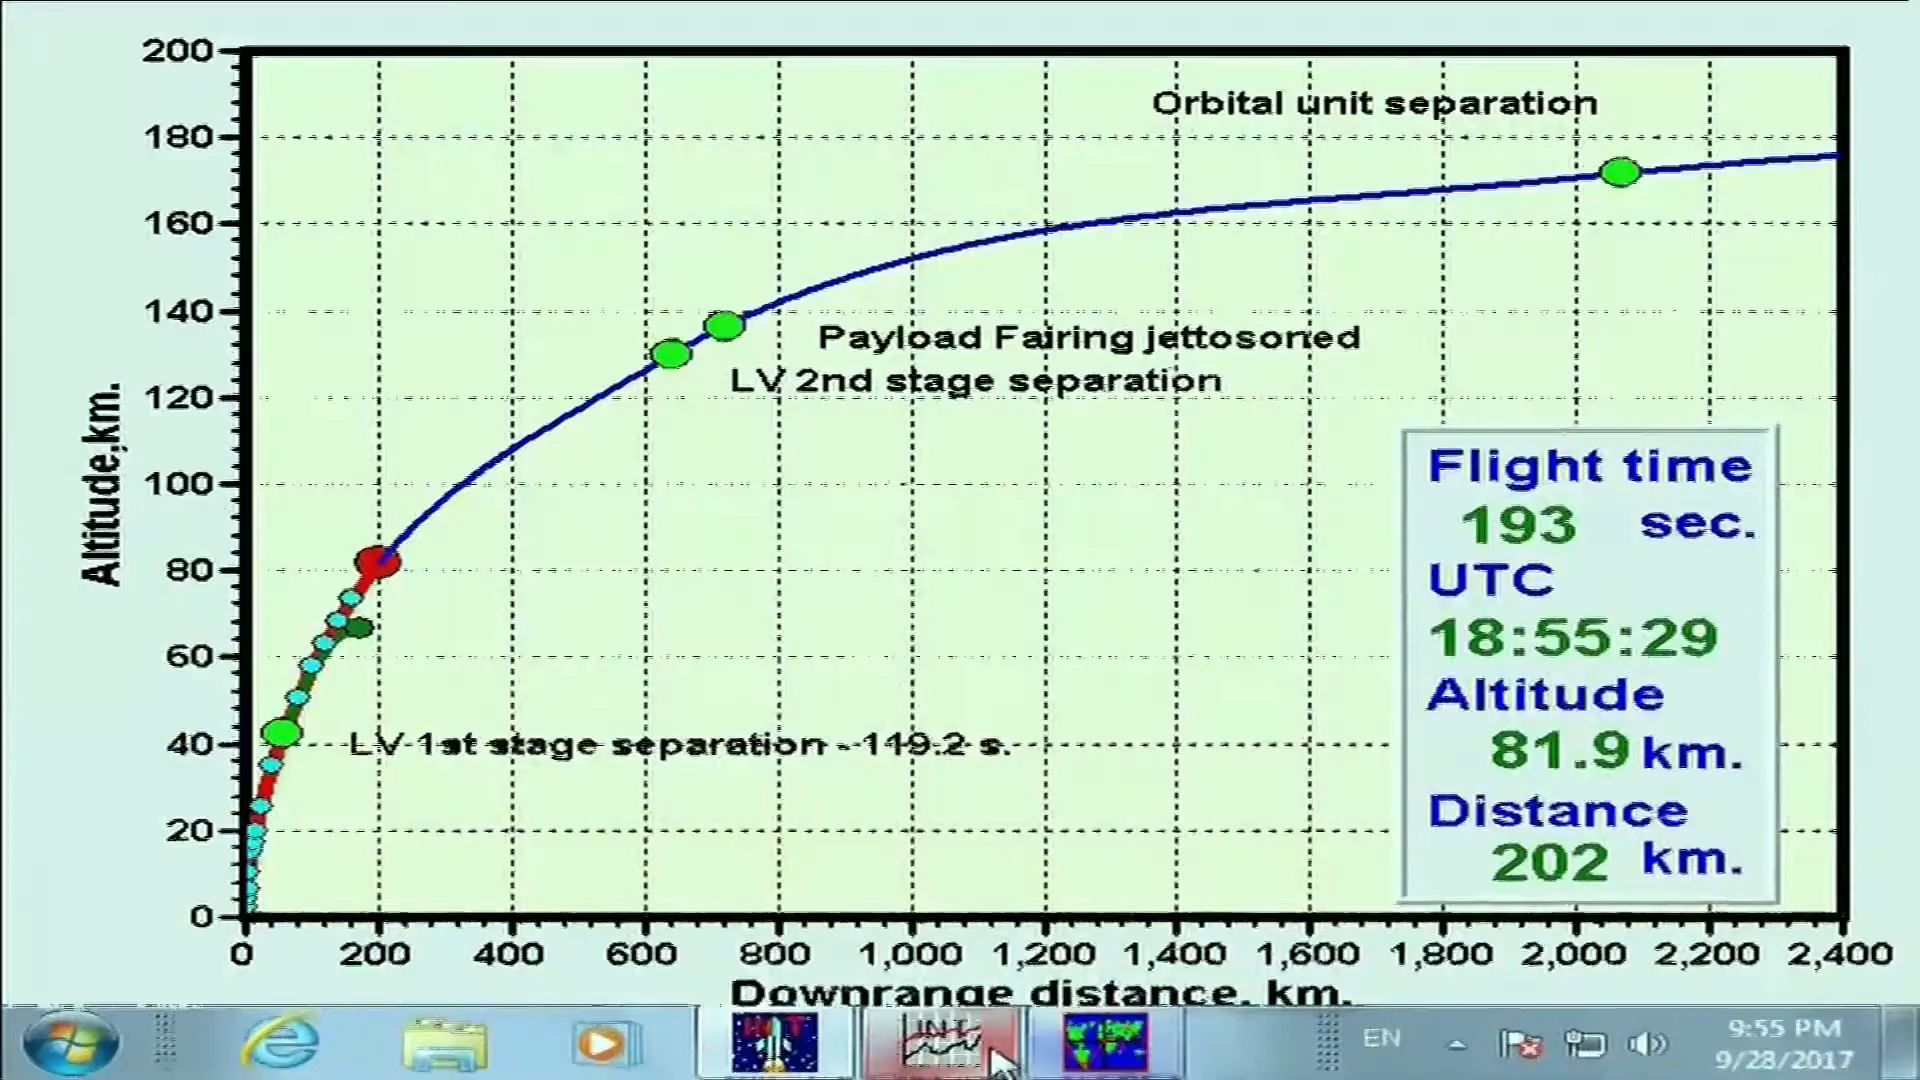 200
180
160
140
120
100
80
60
40
20
0
Altitude,km.
Orbital unit separation
Payload Fairing jettosoned
LV 2nd stage separation
LV 1st stage separation - 119.2 s.
Flight time
193 sec.
UTC
18:55:29
Altitude
81.9 km.
Distance
202 km.
0 200 400 600 800 1,000 1,200 1,400 1,600 1,800 2,000 2,200 2,400
Downrange distance, km.
EN
9:55 PM
9/28/2017